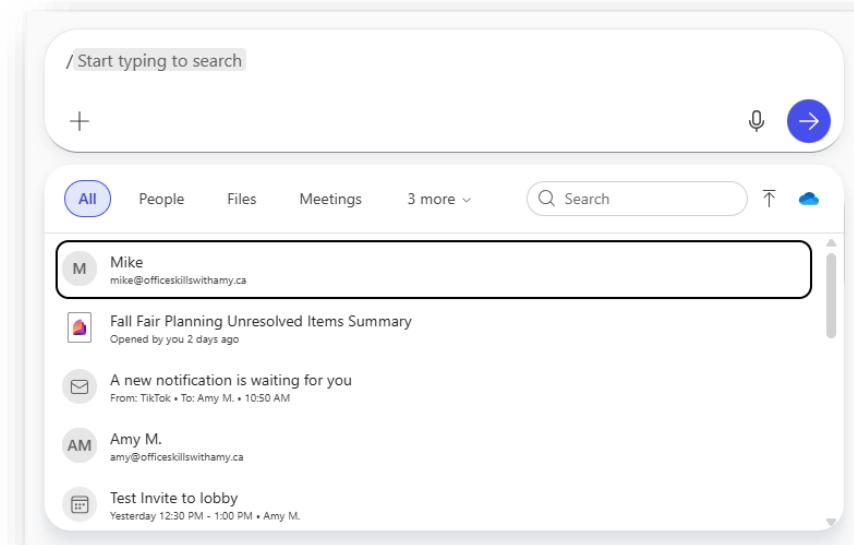 / Start typing to search
All People Files Meetings 3 more Search
M Mike
mike@officeskillswithamy.ca
Fall Fair Planning Unresolved Items Summary
Opened by you 2 days ago
A new notification is waiting for you
From: TikTok • To: Amy M. • 10:50 AM
AM Amy M.
amy@officeskillswithamy.ca
Test Invite to lobby
Yesterday 12:30 PM - 1:00 PM • Amy M.